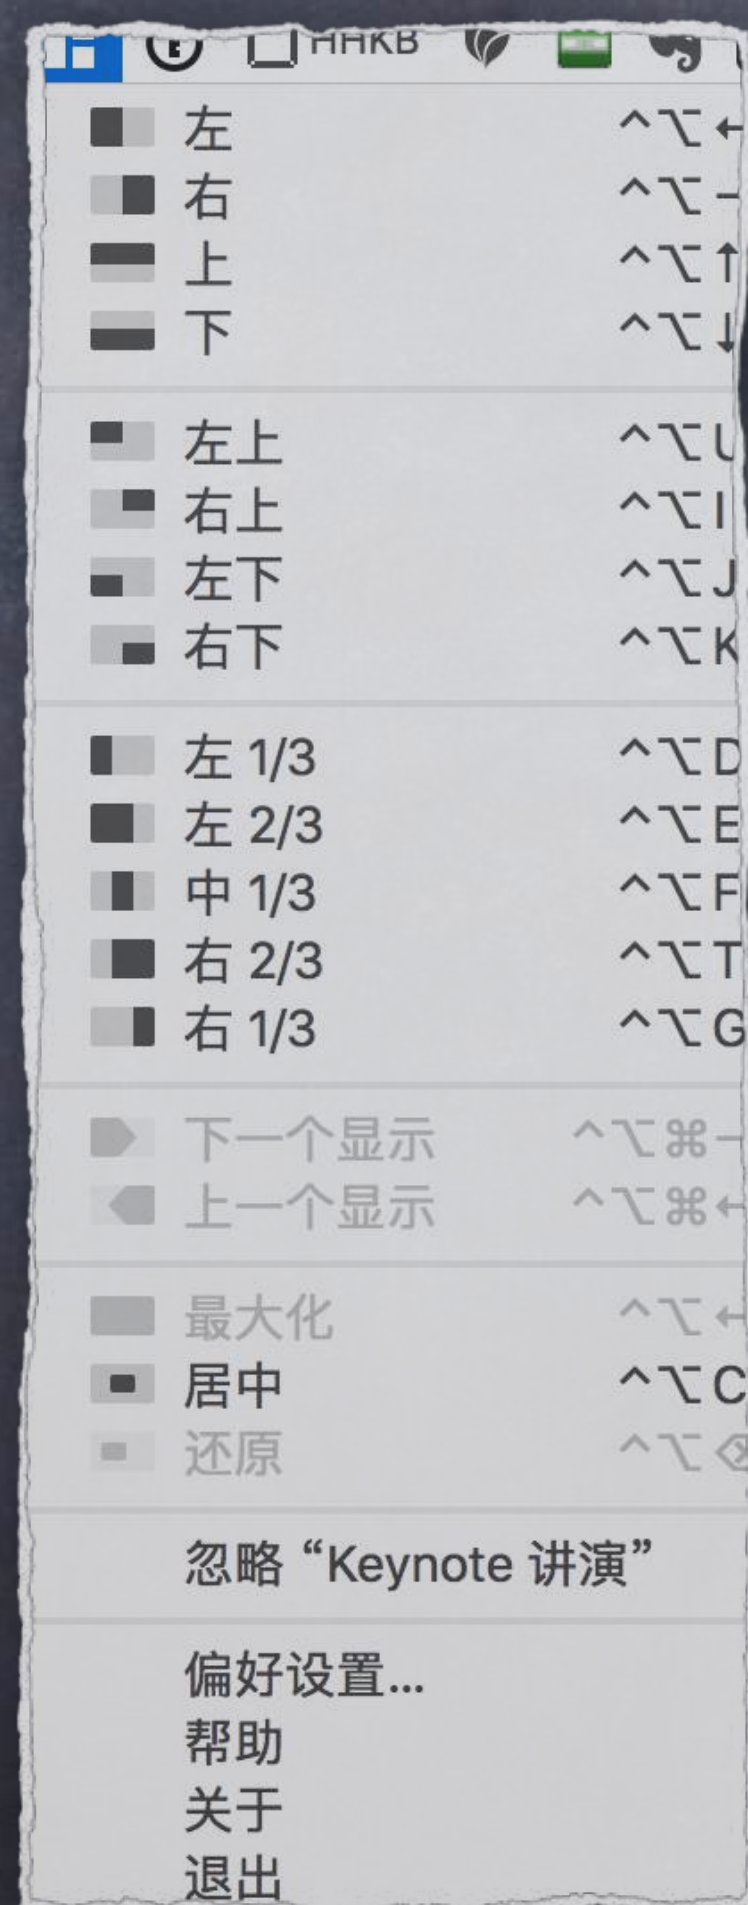 HHKB
左 ^⌥←
右 ^⌥
上 ^⌥↑
下 ^⌥↓
左上 ^⌥U
右上 ^⌥I
左下 ^⌥J
右下 ^⌥K
左 1/3 ^⌥D
左 2/3 ^⌥E
中 1/3 ^⌥F
右 2/3 ^⌥T
右 1/3 ^⌥G
下一个显示 ^⌥⌘
上一个显示 ^⌥⌘←
最大化 ^⌥
居中 ^⌥C
还原 ^⌥⌫
忽略 “Keynote 讲演”
偏好设置...
帮助
关于
退出